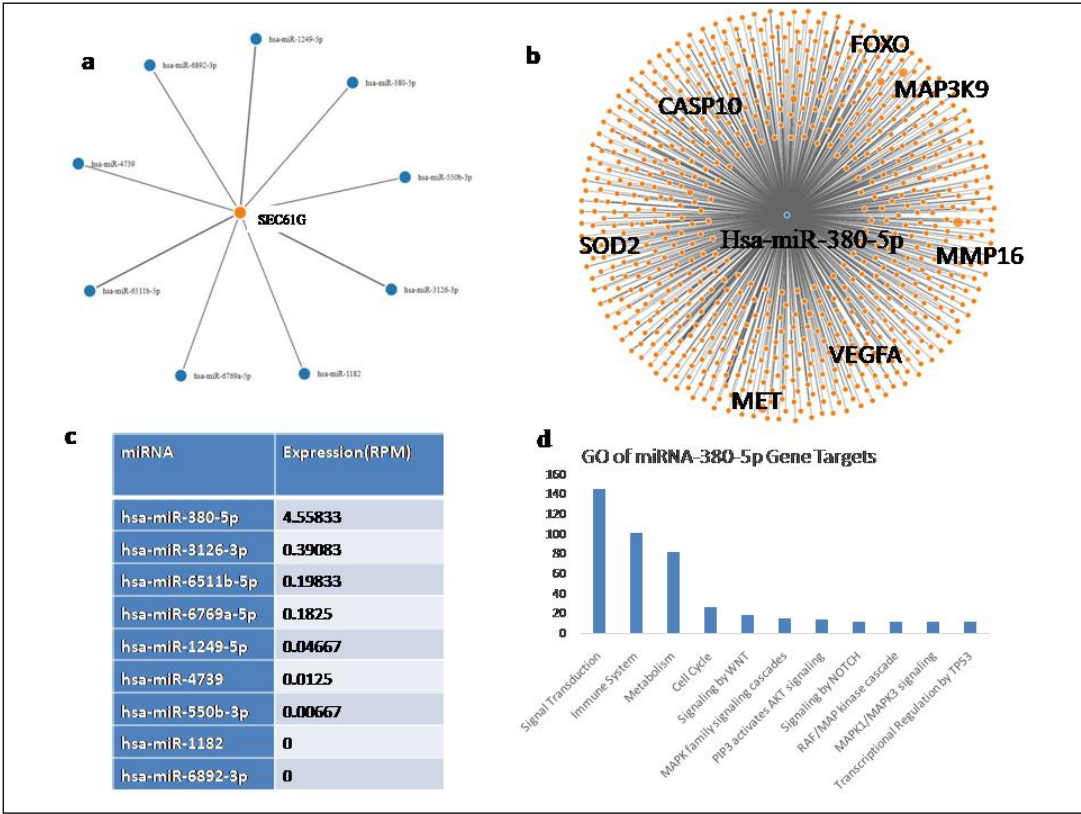 a
hsa-miR-1249-5p
hsa-miR-6892-3p
hsa-miR-380-5p
hsa-miR-4739
hsa-miR-550b-3p
SEC61G
hsa-miR-6511b-5p
hsa-miR-3126-3p
hsa-miR-6769a-5p
hsa-miR-1182
b
FOXO
MAP3K9
CASP10
SOD2
Hsa-miR-380-5p
MMP16
VEGFA
MET
c
miRNA Expression(RPM)
hsa-miR-380-5p 4.55833
hsa-miR-3126-3p 0.39083
hsa-miR-6511b-5p 0.19833
hsa-miR-6769a-5p 0.1825
hsa-miR-1249-5p 0.04667
hsa-miR-4739 0.0125
hsa-miR-550b-3p 0.00667
hsa-miR-1182 0
hsa-miR-6892-3p 0
d
GO of miRNA-380-5p Gene Targets
160
140
120
100
80
60
40
20
0
Signal Transduction
Immune System
Metabolism
Cell Cycle
Signaling by WNT
MAPK family signaling cascades
PIP3 activates AKT signaling
Signaling by NOTCH
RAF/MAP kinase cascade
MAPK1/MAPK3 signaling
Transcriptional Regulation by TP53